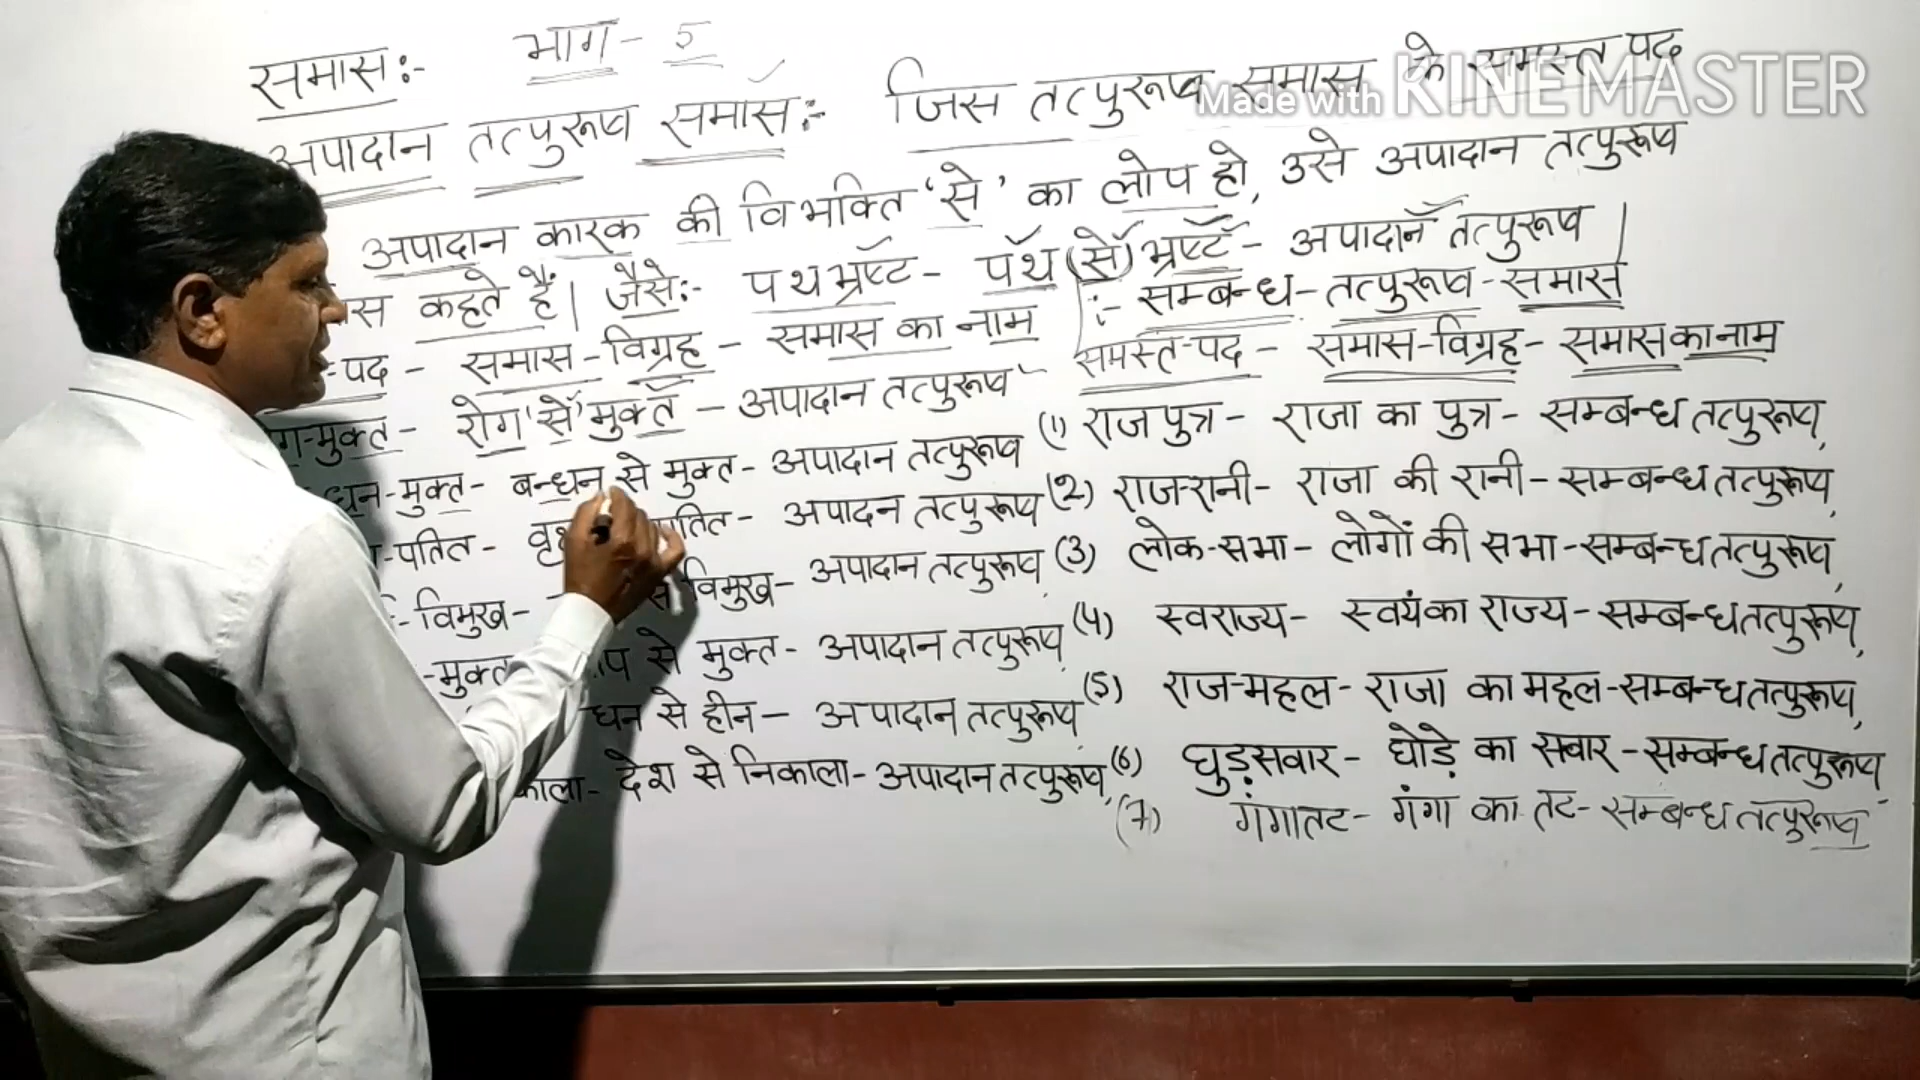 समास:- भाग- 5
अपादान तत्पुरूष समास:- जिस तत्पुरूष समास के समस्त पद
अपादान कारक की विभक्ति 'से' का लोप हो, उसे अपादान तत्पुरूष
कहते हैं। जैसे:- पथभ्रष्ट - पथ (से) भ्रष्ट - अपादान तत्पुरूष।
पद - समास-विग्रह - समास का नाम
मुक्त - रोग 'से' मुक्त - अपादान तत्पुरूष
मुक्त - बन्धन से मुक्त - अपादान तत्पुरूष
पतित - अपादन तत्पुरूष
विमुख - से विमुख - अपादान तत्पुरूष
मुक्त से मुक्त - अपादान तत्पुरूष
धन से हीन - अपादान तत्पुरूष
देश से निकाला - अपादान तत्पुरूष
:- सम्बन्ध-तत्पुरूष-समास
समस्त-पद - समास-विग्रह - समास का नाम
(1) राजपुत्र - राजा का पुत्र - सम्बन्ध तत्पुरूष,
(2) राज-रानी - राजा की रानी - सम्बन्ध तत्पुरूष,
(3) लोक-सभा - लोगों की सभा - सम्बन्ध तत्पुरूष,
(4) स्वराज्य - स्वयं का राज्य - सम्बन्ध तत्पुरूष,
(5) राज-महल - राजा का महल - सम्बन्ध तत्पुरूष,
(6) घुड़सवार - घोड़े का सवार - सम्बन्ध तत्पुरूष,
(7) गंगातट - गंगा का तट - सम्बन्ध तत्पुरूष
Made with KINEMASTER